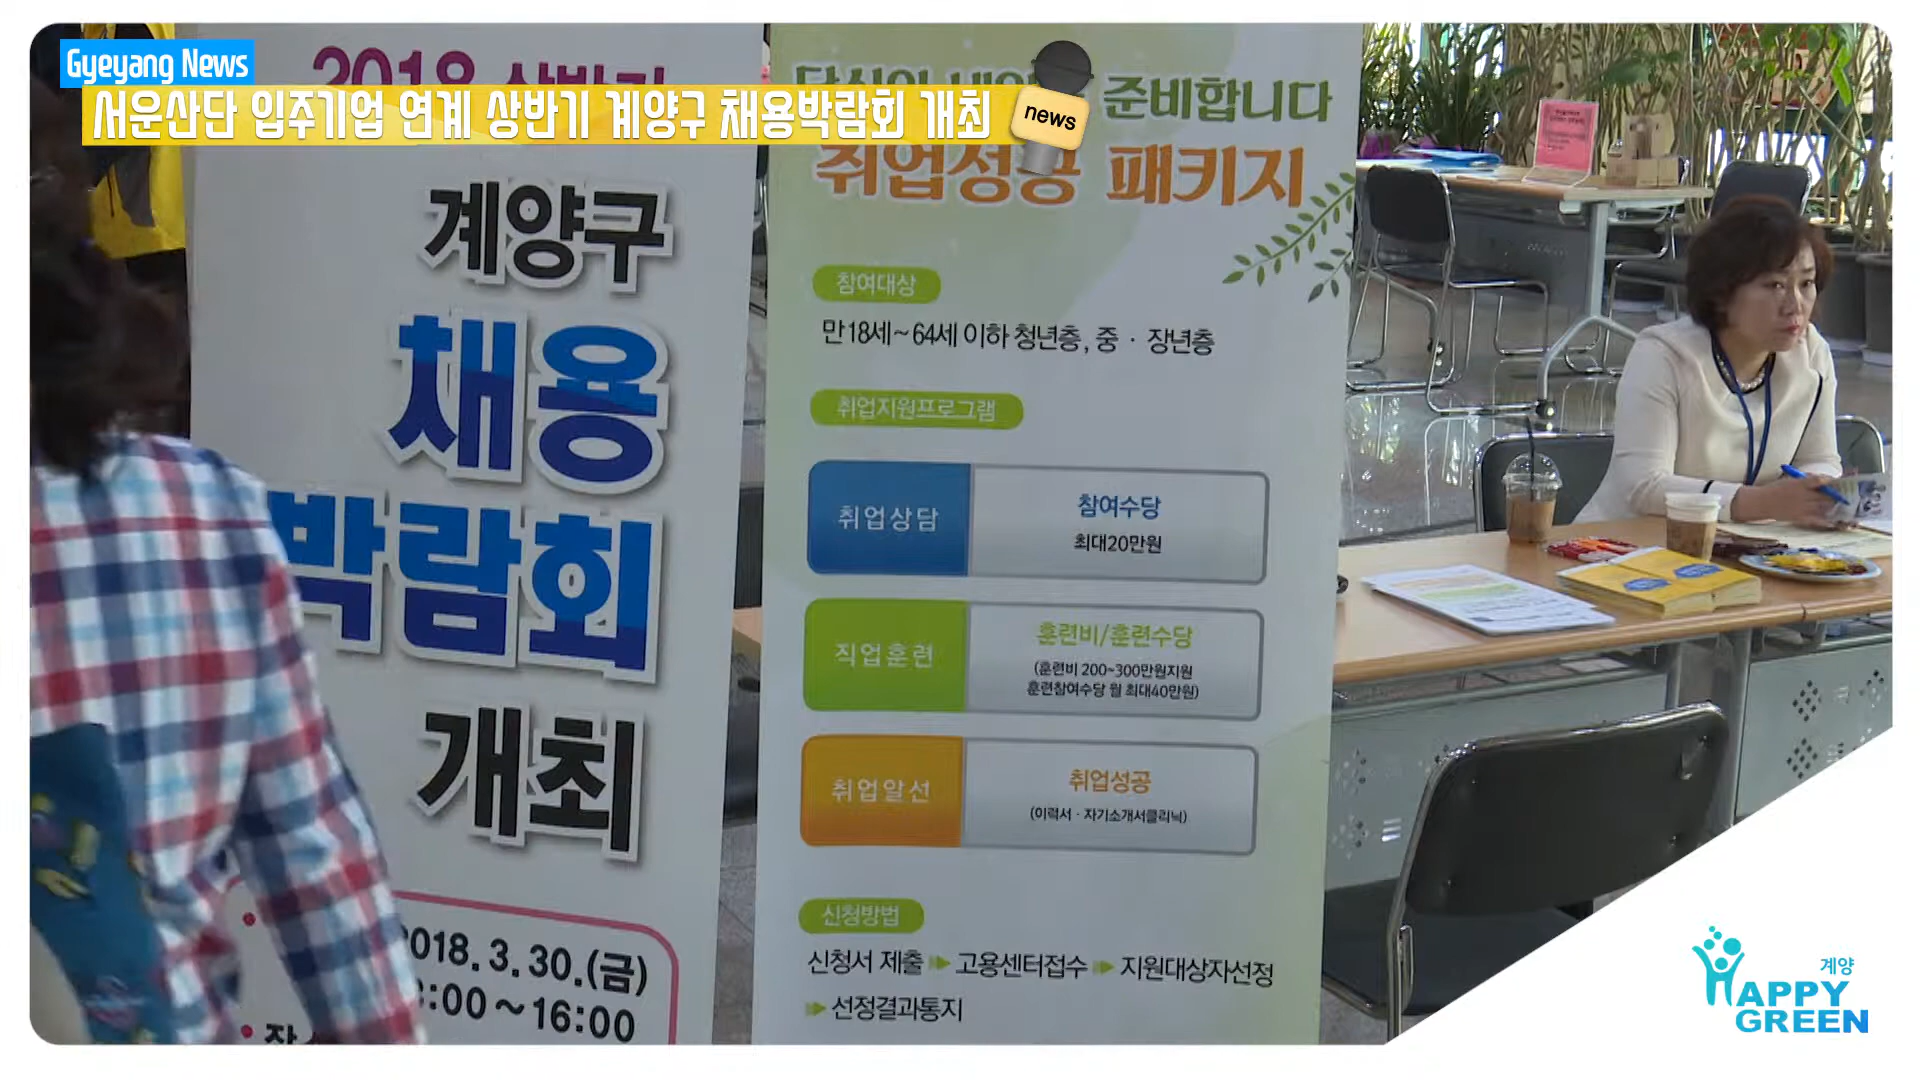 Gyeyang News
서운산단 입주기업 연계 상반기 계양구 채용박람회 개최
news
2018 상반기
계양구
채용
박람회
개최
2018. 3. 30.(금)
:00~16:00
준비합니다
취업성공 패키지
참여대상
만18세~64세 이하 청년층, 중 · 장년층
취업지원프로그램
취업상담
참여수당
최대20만원
직업훈련
훈련비/훈련수당
(훈련비 200~300만원지원
훈련참여수당 월 최대40만원)
취업알선
취업성공
(이력서 · 자기소개서클리닉)
신청방법
신청서 제출 ▶ 고용센터접수 ▶ 지원대상자선정
▶ 선정결과통지
계양
HAPPY
GREEN